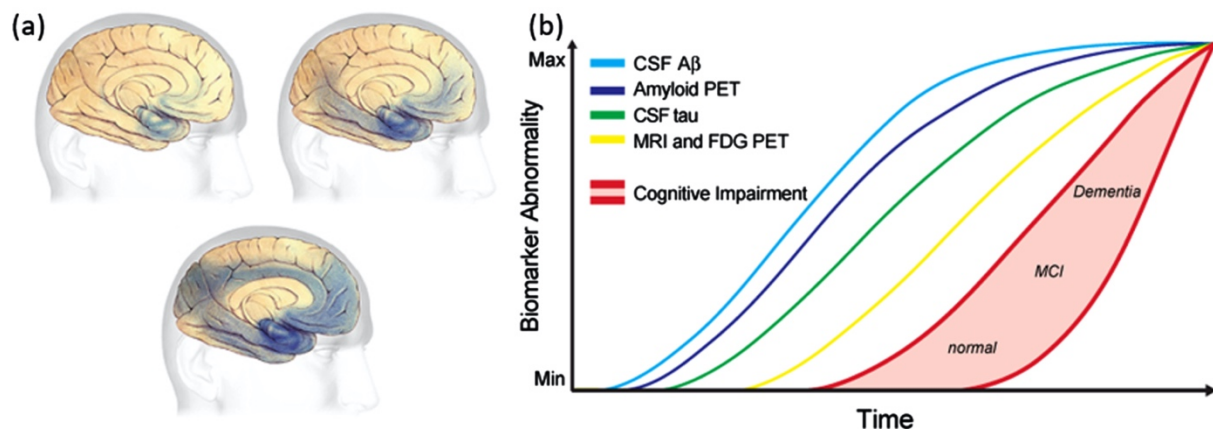 (a)
(b)
Max
CSF Aβ
Amyloid PET
CSF tau
MRI and FDG PET
Cognitive Impairment
Biomarker Abnormality
Dementia
MCI
normal
Min
Time